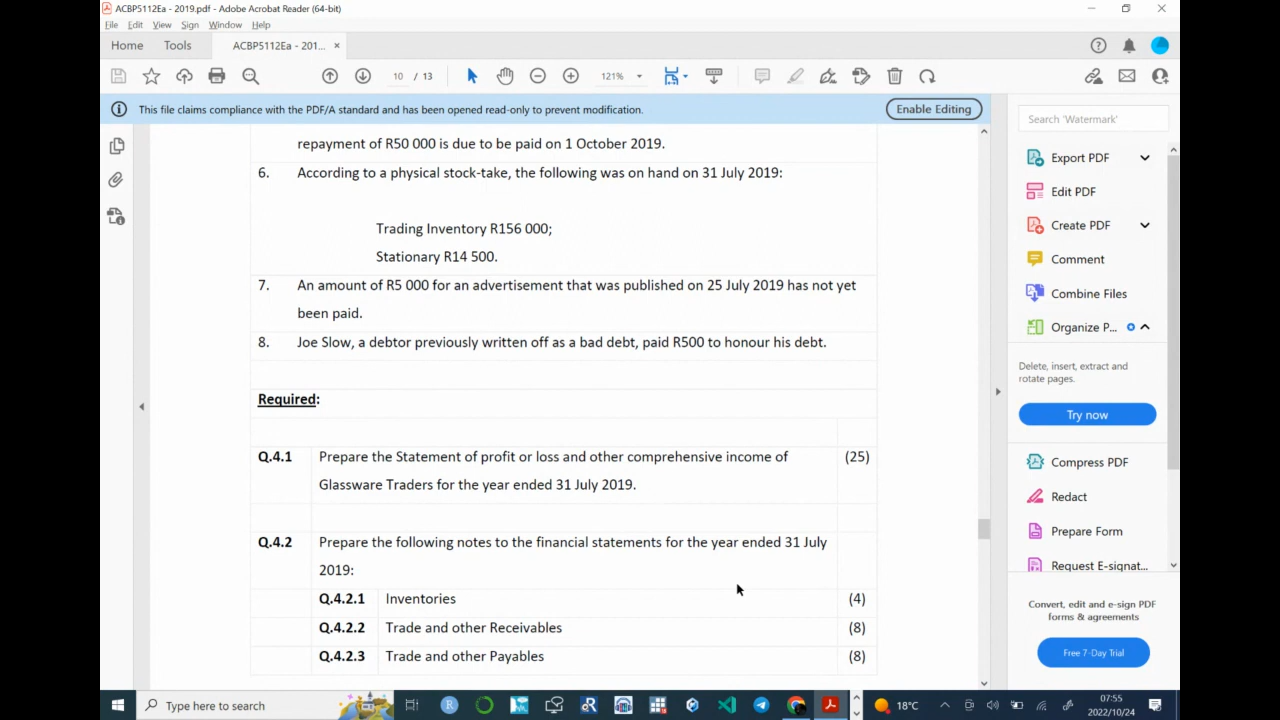 ACBP5112Ea - 2019.pdf - Adobe Acrobat Reader (64-bit)
File Edit View Sign Window Help
Home Tools ACBP5112Ea - 201... ×
10 / 13 121%
This file claims compliance with the PDF/A standard and has been opened read-only to prevent modification. Enable Editing
repayment of R50 000 is due to be paid on 1 October 2019.
6. According to a physical stock-take, the following was on hand on 31 July 2019:
Trading Inventory R156 000;
Stationary R14 500.
7. An amount of R5 000 for an advertisement that was published on 25 July 2019 has not yet
been paid.
8. Joe Slow, a debtor previously written off as a bad debt, paid R500 to honour his debt.
Required:
Q.4.1 Prepare the Statement of profit or loss and other comprehensive income of (25)
Glassware Traders for the year ended 31 July 2019.
Q.4.2 Prepare the following notes to the financial statements for the year ended 31 July
2019:
Q.4.2.1 Inventories (4)
Q.4.2.2 Trade and other Receivables (8)
Q.4.2.3 Trade and other Payables (8)
Search 'Watermark'
Export PDF
Edit PDF
Create PDF
Comment
Combine Files
Organize P...
Delete, insert, extract and
rotate pages.
Try now
Compress PDF
Redact
Prepare Form
Request E-signat...
Convert, edit and e-sign PDF
forms & agreements
Free 7-Day Trial
Type here to search
18°C
07:55
2022/10/24